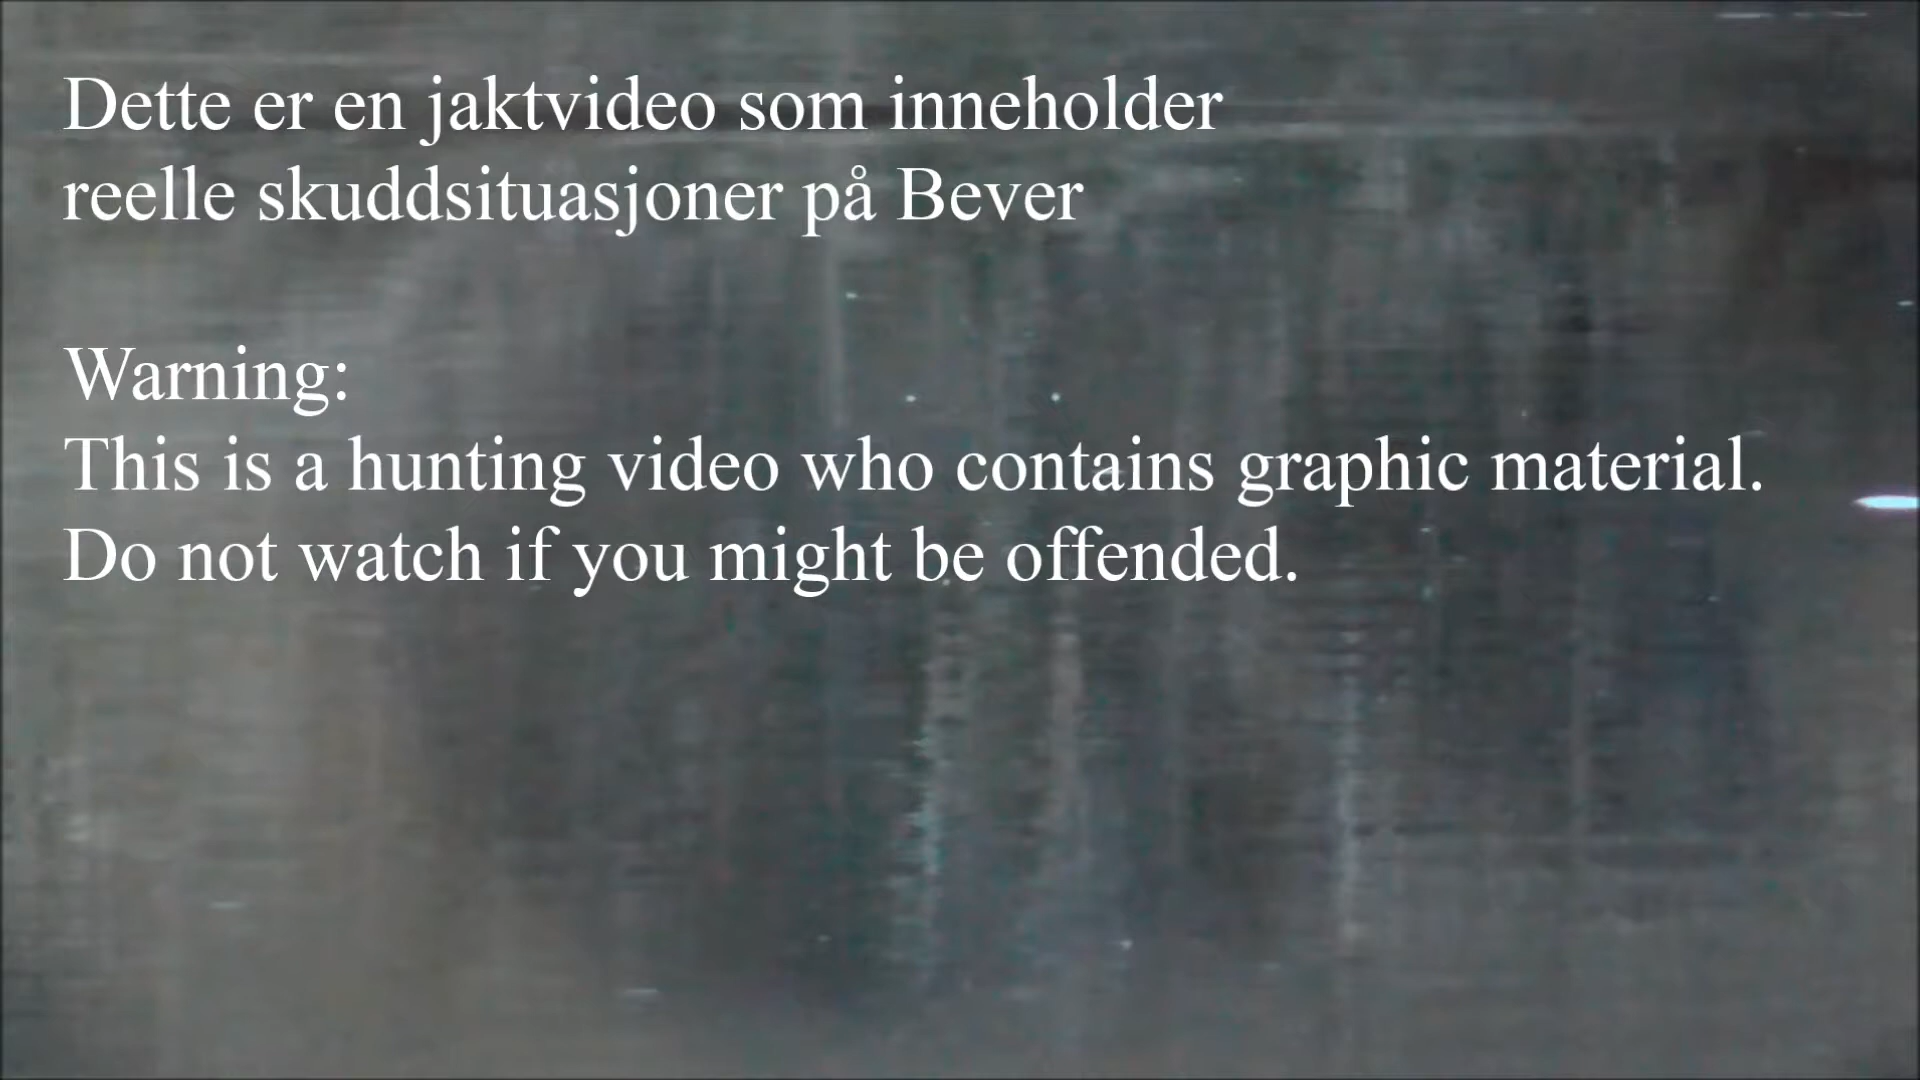 Dette er en jaktvideo som inneholder
reelle skuddsituasjoner på Bever
Warning:
This is a hunting video who contains graphic material.
Do not watch if you might be offended.